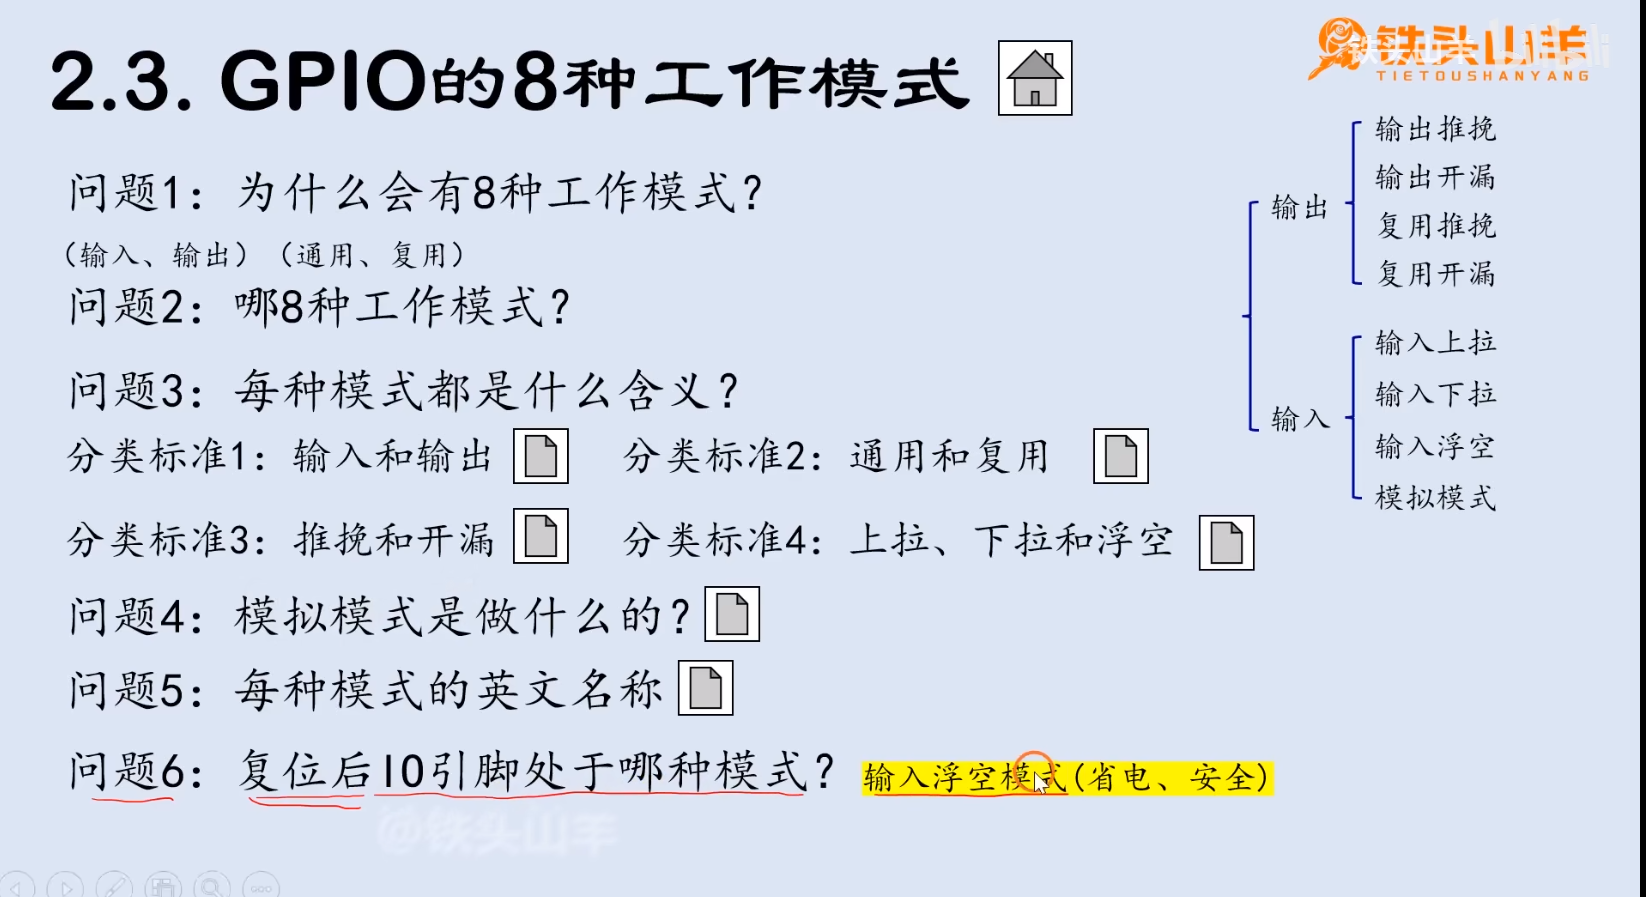 2.3. GPIO的8种工作模式
铁头山羊
TIETOUSHANYANG
问题1：为什么会有8种工作模式？
（输入、输出）（通用、复用）
问题2：哪8种工作模式？
问题3：每种模式都是什么含义？
分类标准1：输入和输出
分类标准2：通用和复用
分类标准3：推挽和开漏
分类标准4：上拉、下拉和浮空
问题4：模拟模式是做什么的？
问题5：每种模式的英文名称
问题6：复位后IO引脚处于哪种模式？
输入浮空模式(省电、安全)
输出
输出推挽
输出开漏
复用推挽
复用开漏
输入
输入上拉
输入下拉
输入浮空
模拟模式
@铁头山羊